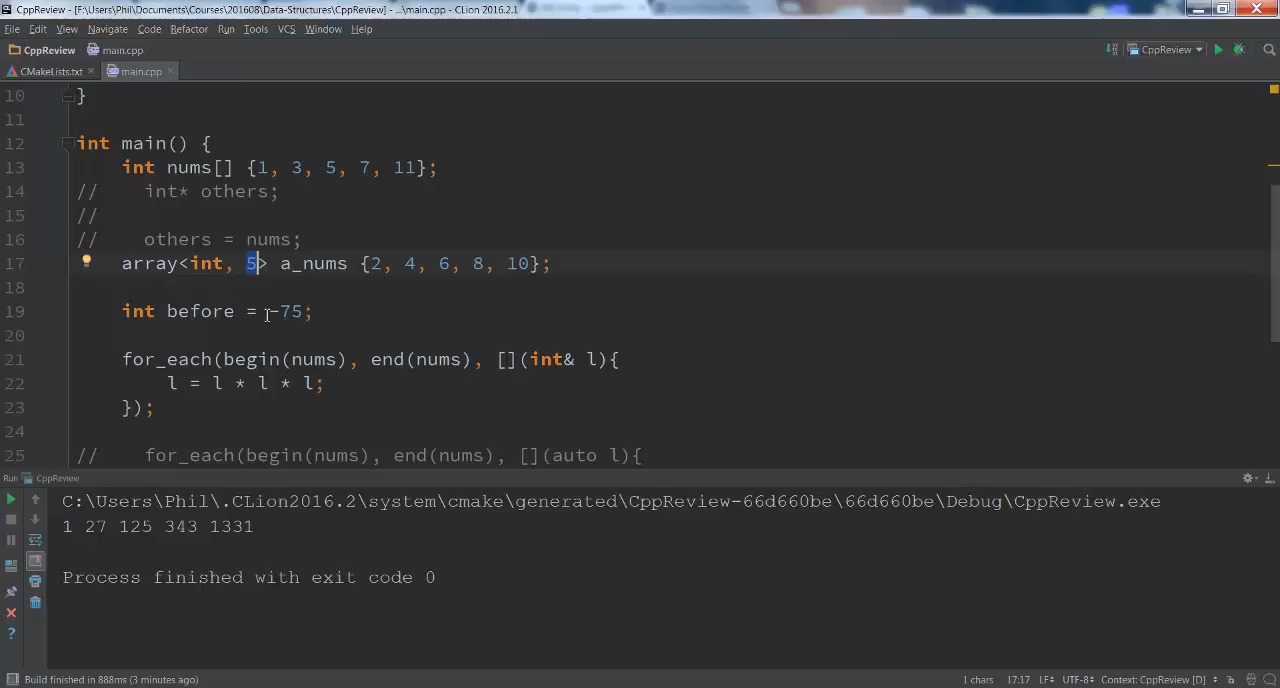 CppReview - [F:\Users\Phil\Documents\Courses\201608\Data-Structures\CppReview] - ...\main.cpp - CLion 2016.2.1
File Edit View Navigate Code Refactor Run Tools VCS Window Help
CppReview main.cpp CppReview
CMakeLists.txt main.cpp
10 }
11
12 int main() {
13 int nums[] {1, 3, 5, 7, 11};
14 // int* others;
15 //
16 // others = nums;
17 array<int, 5> a_nums {2, 4, 6, 8, 10};
18
19 int before = -75;
20
21 for_each(begin(nums), end(nums), [](int& l){
22 l = l * l * l;
23 });
24
25 // for_each(begin(nums), end(nums), [](auto l){
Run CppReview
C:\Users\Phil\.CLion2016.2\system\cmake\generated\CppReview-66d660be\66d660be\Debug\CppReview.exe
1 27 125 343 1331
Process finished with exit code 0
Build finished in 888ms (3 minutes ago) 1 chars 17:17 LF÷ UTF-8÷ Context: CppReview [D]